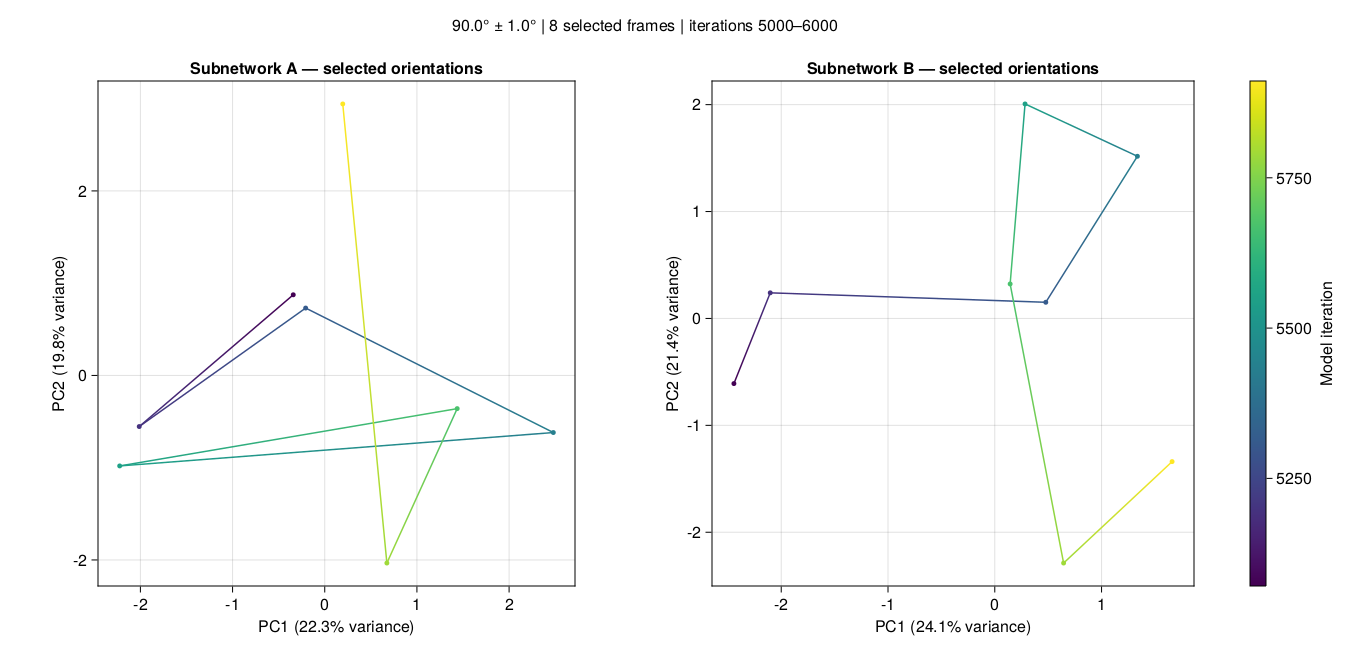 90.0° ± 1.0° | 8 selected frames | iterations 5000–6000
Subnetwork A — selected orientations
PC2 (19.8% variance)
2
0
-2
-2
-1
0
1
2
PC1 (22.3% variance)
Subnetwork B — selected orientations
PC2 (21.4% variance)
2
1
0
-1
-2
-2
-1
0
1
PC1 (24.1% variance)
5750
5500
5250
Model iteration